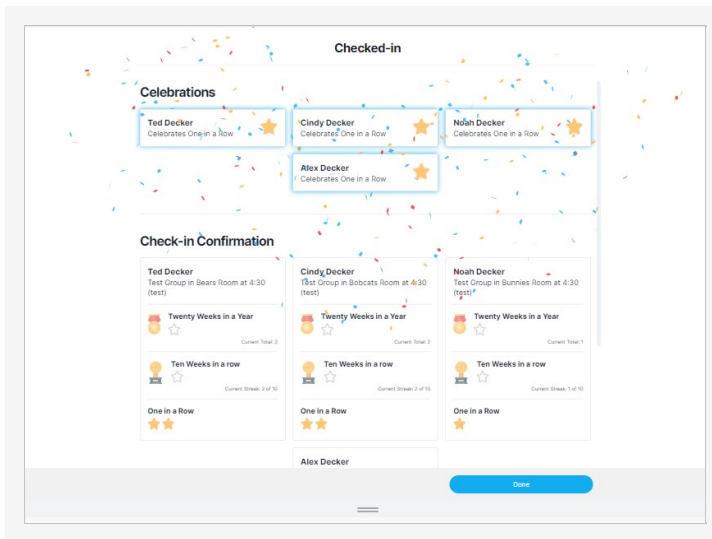 Checked-in
Celebrations
Ted Decker
Celebrates One in a Row
Cindy Decker
Celebrates One in a Row
Noah Decker
Celebrates One in a Row
Alex Decker
Celebrates One in a Row
Check-in Confirmation
Ted Decker
Test Group in Bears Room at 4:30
(test)
Twenty Weeks in a Year
Current Total: 2
Ten Weeks in a row
Current Streak: 2 of 10
One in a Row
Cindy Decker
Test Group in Bobcats Room at 4:30
(test)
Twenty Weeks in a Year
Current Total: 2
Ten Weeks in a row
Current Streak: 2 of 10
One in a Row
Noah Decker
Test Group in Bunnies Room at 4:30
(test)
Twenty Weeks in a Year
Current Total: 1
Ten Weeks in a row
Current Streak: 1 of 10
One in a Row
Alex Decker
Done